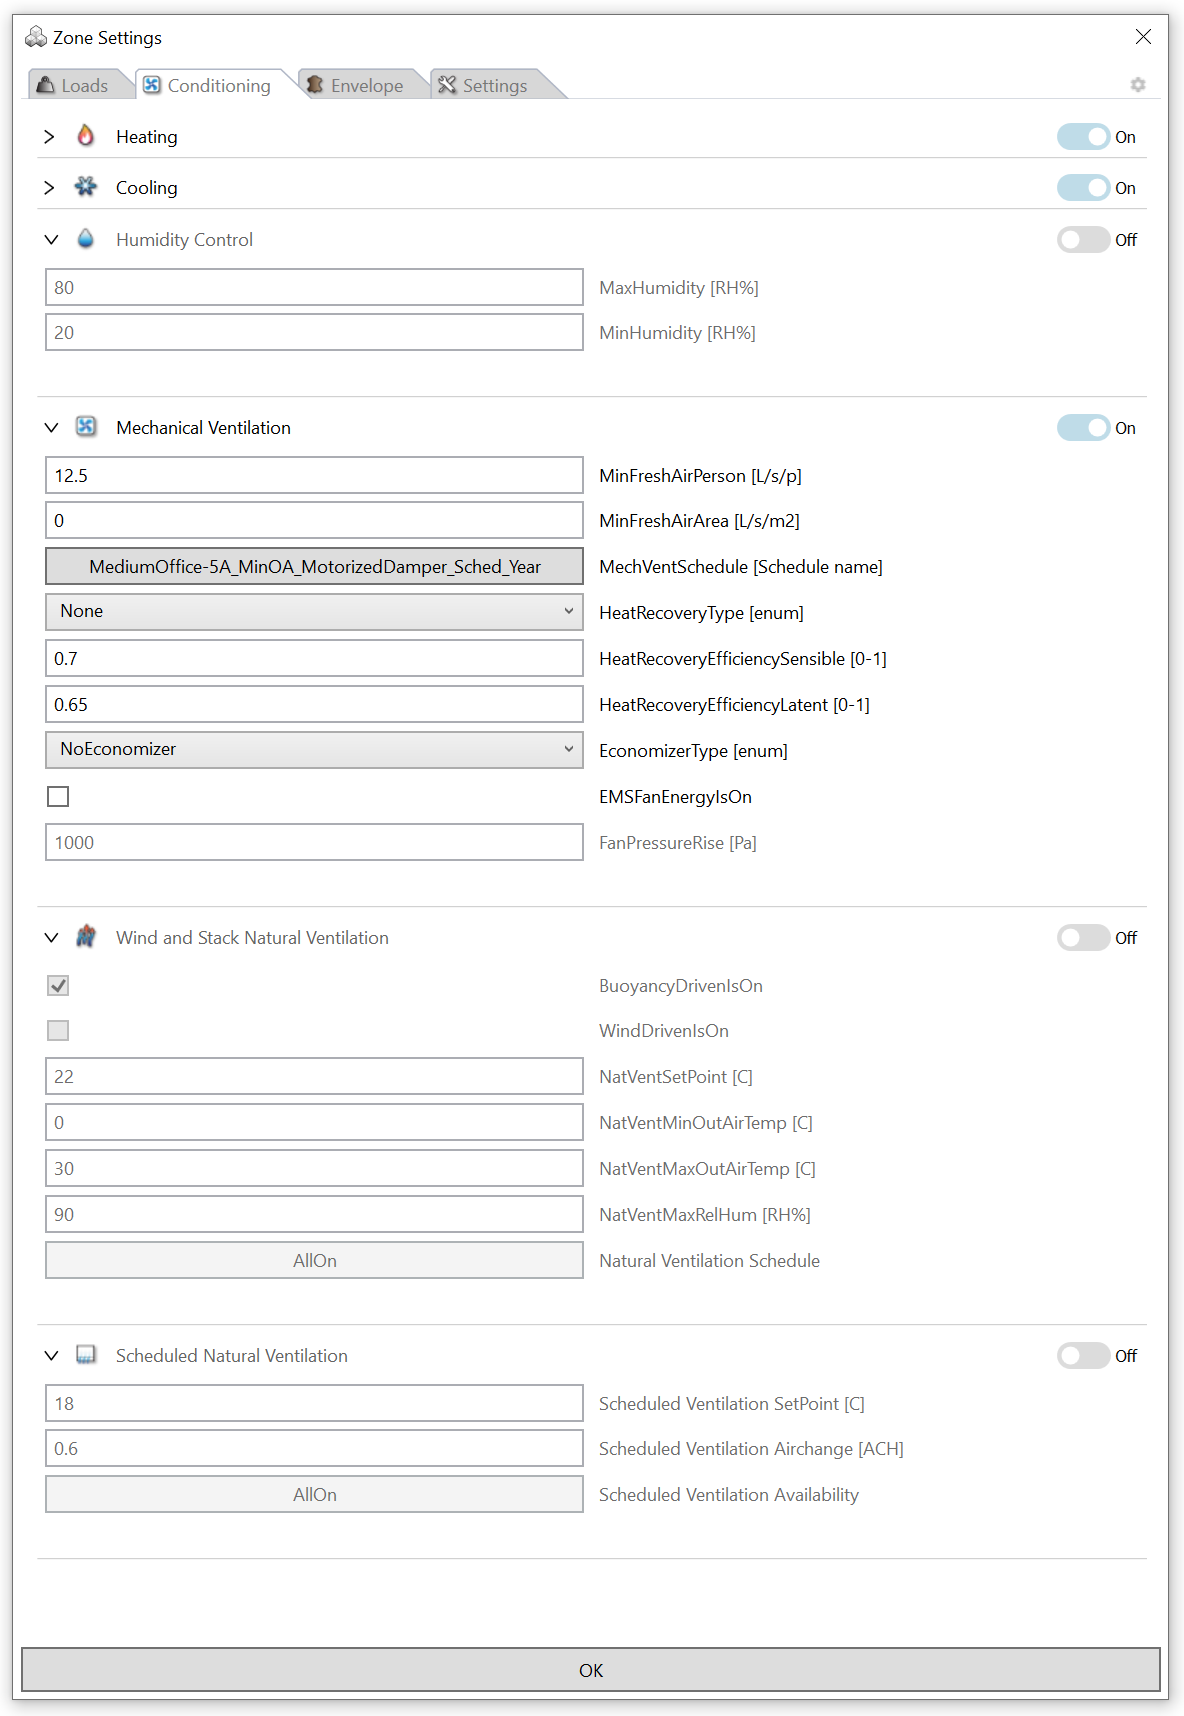 Zone Settings
Loads Conditioning Envelope Settings
Heating On
Cooling On
Humidity Control Off
80 MaxHumidity [RH%]
20 MinHumidity [RH%]
Mechanical Ventilation On
12.5 MinFreshAirPerson [L/s/p]
0 MinFreshAirArea [L/s/m2]
MediumOffice-5A_MinOA_MotorizedDamper_Sched_Year MechVentSchedule [Schedule name]
None HeatRecoveryType [enum]
0.7 HeatRecoveryEfficiencySensible [0-1]
0.65 HeatRecoveryEfficiencyLatent [0-1]
NoEconomizer EconomizerType [enum]
EMSFanEnergyIsOn
1000 FanPressureRise [Pa]
Wind and Stack Natural Ventilation Off
BuoyancyDrivenIsOn
WindDrivenIsOn
22 NatVentSetPoint [C]
0 NatVentMinOutAirTemp [C]
30 NatVentMaxOutAirTemp [C]
90 NatVentMaxRelHum [RH%]
AllOn Natural Ventilation Schedule
Scheduled Natural Ventilation Off
18 Scheduled Ventilation SetPoint [C]
0.6 Scheduled Ventilation Airchange [ACH]
AllOn Scheduled Ventilation Availability
OK